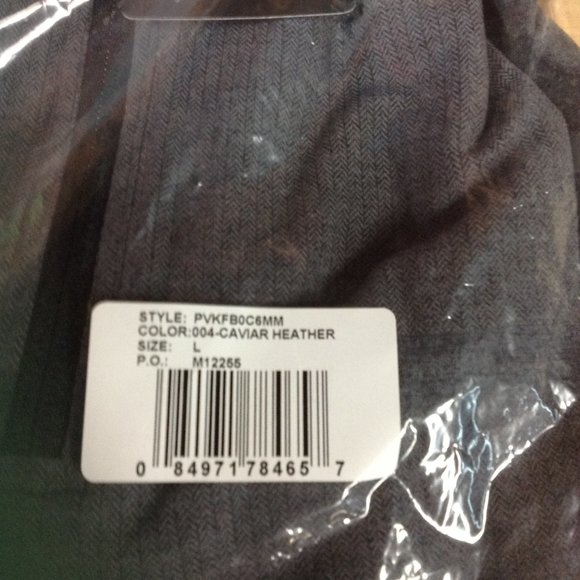 STYLE: PVKFB0C6MM
COLOR:004-CAVIAR HEATHER
SIZE: L
P.O.: M12255
0 84971 78465 7